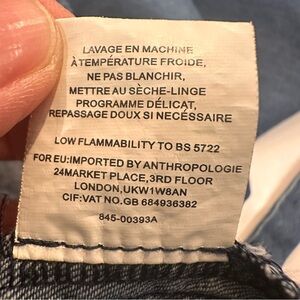 LAVAGE EN MACHINE
À TEMPÉRATURE FROIDE,
NE PAS BLANCHIR,
METTRE AU SÈCHE-LINGE
PROGRAMME DÉLICAT,
REPASSAGE DOUX SI NÉCESSAIRE
LOW FLAMMABILITY TO BS 5722
FOR EU:IMPORTED BY ANTHROPOLOGIE
24MARKET PLACE,3RD FLOOR
LONDON,UKW1W8AN
CIF:VAT NO.GB 684936382
845-00393A